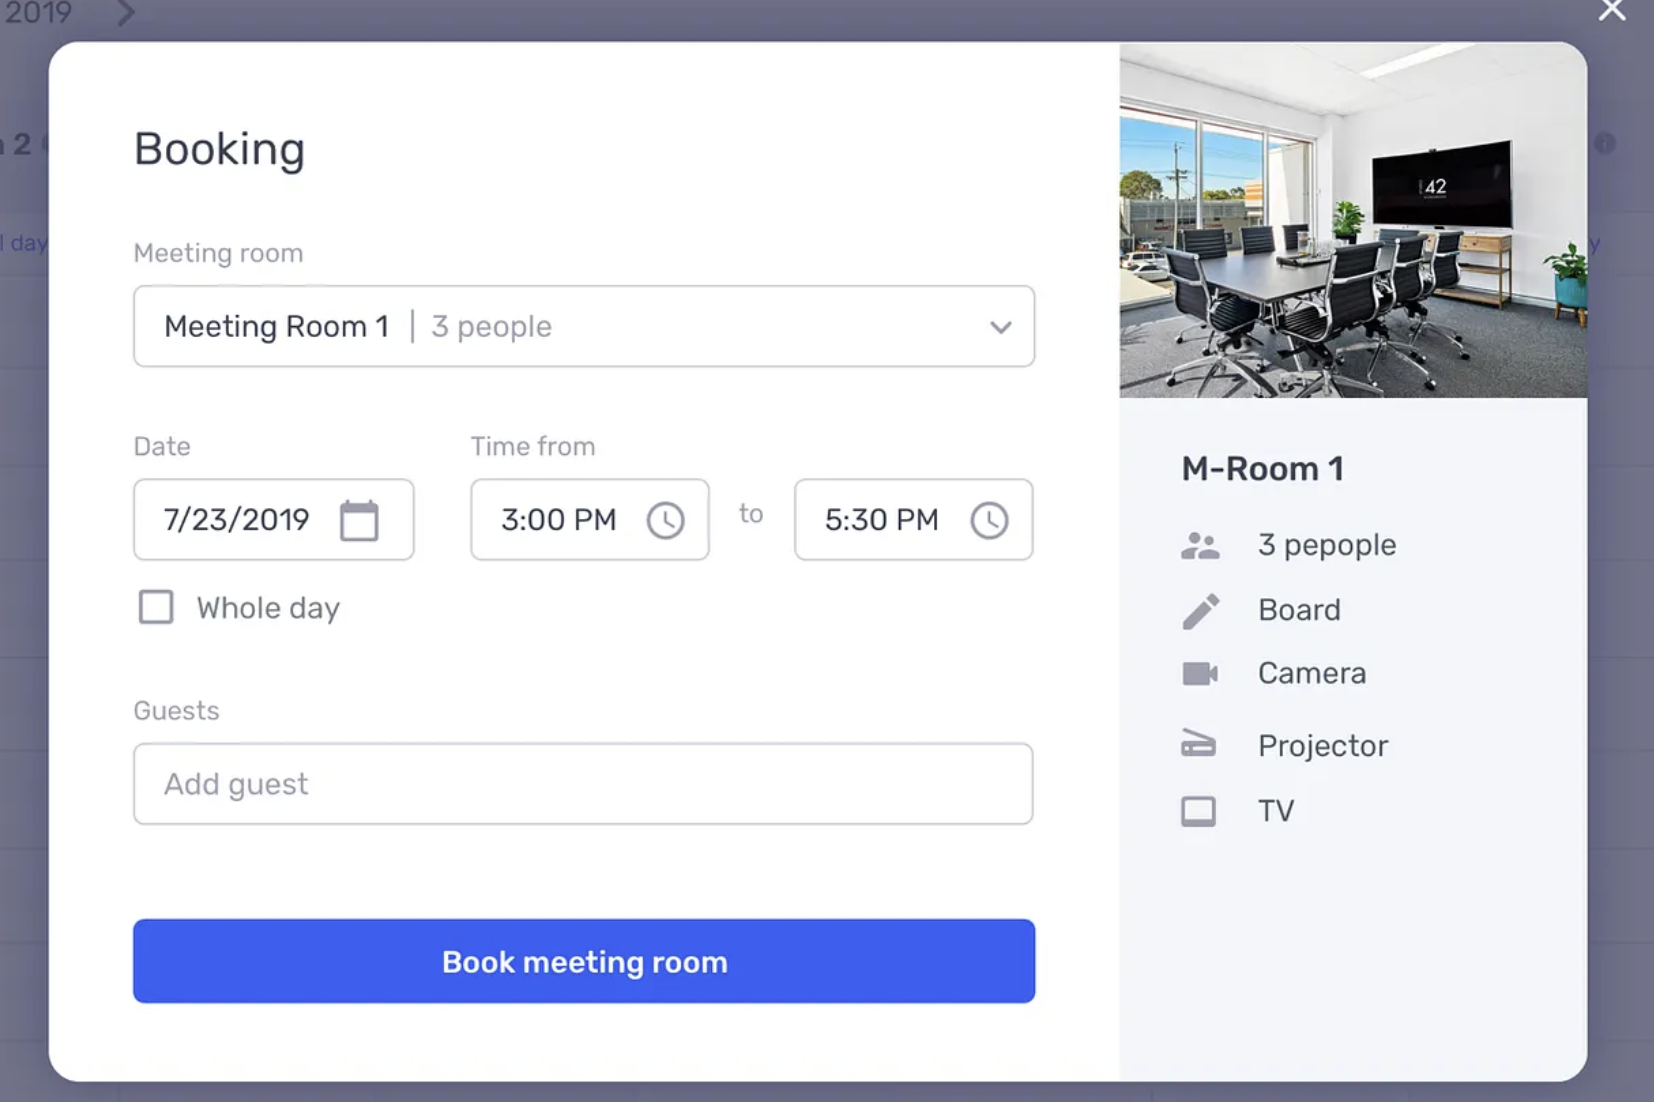 2019
2
l day
y
Booking
Meeting room
Meeting Room 1 | 3 people
Date
Time from
7/23/2019
3:00 PM
to
5:30 PM
Whole day
Guests
Add guest
Book meeting room
42
M-Room 1
3 pepople
Board
Camera
Projector
TV